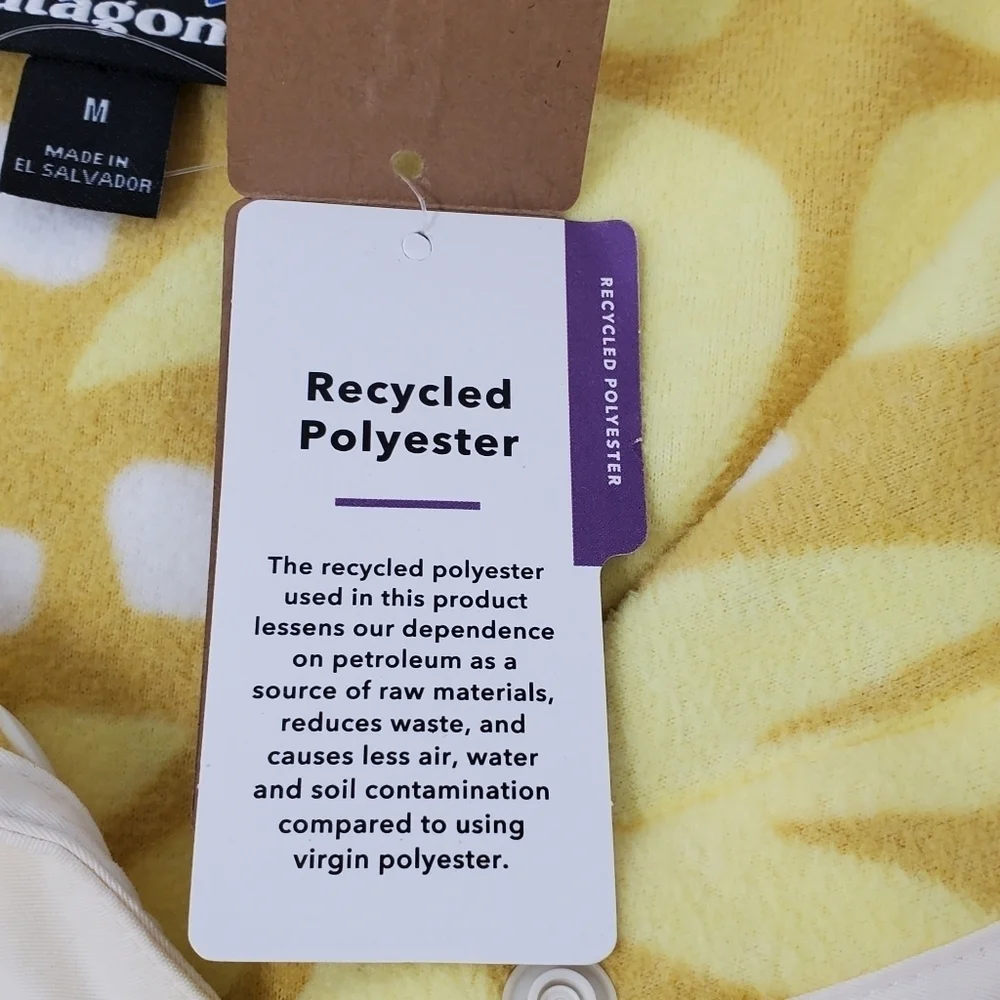 M
MADE IN
EL SALVADOR
RECYCLED POLYESTER
Recycled
Polyester
The recycled polyester
used in this product
lessens our dependence
on petroleum as a
source of raw materials,
reduces waste, and
causes less air, water
and soil contamination
compared to using
virgin polyester.